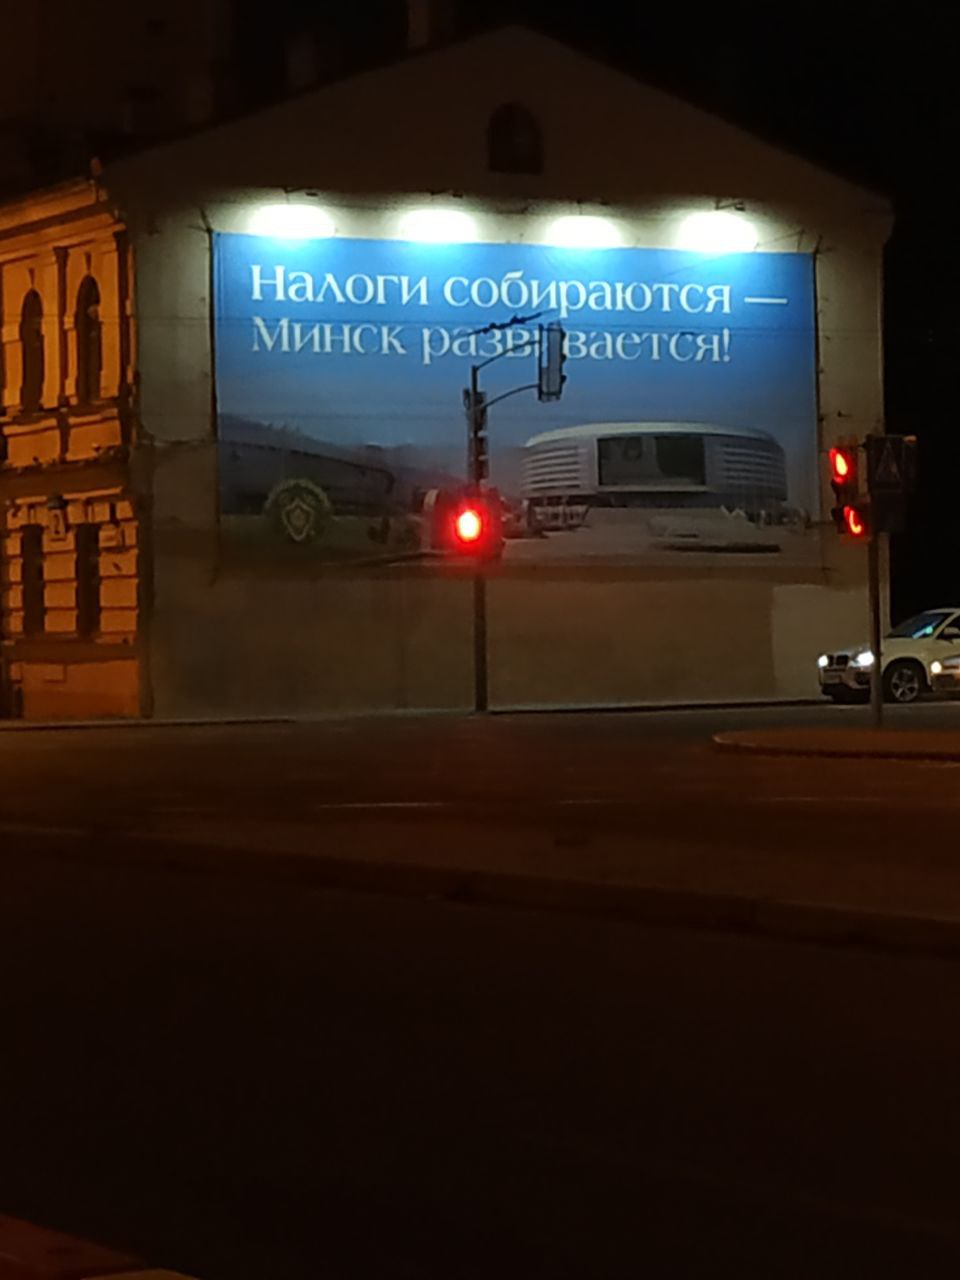 Налоги собираются —
Минск развивается!